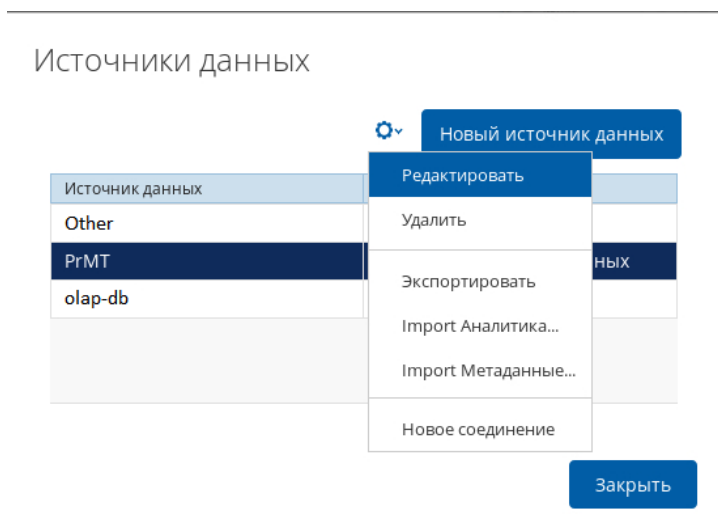 Источники данных
Новый источник данных
Редактировать
Источник данных
Other
Удалить
PrMT
ных
Экспортировать
olap-db
Import Аналитика...
Import Метаданные...
Новое соединение
Закрыть